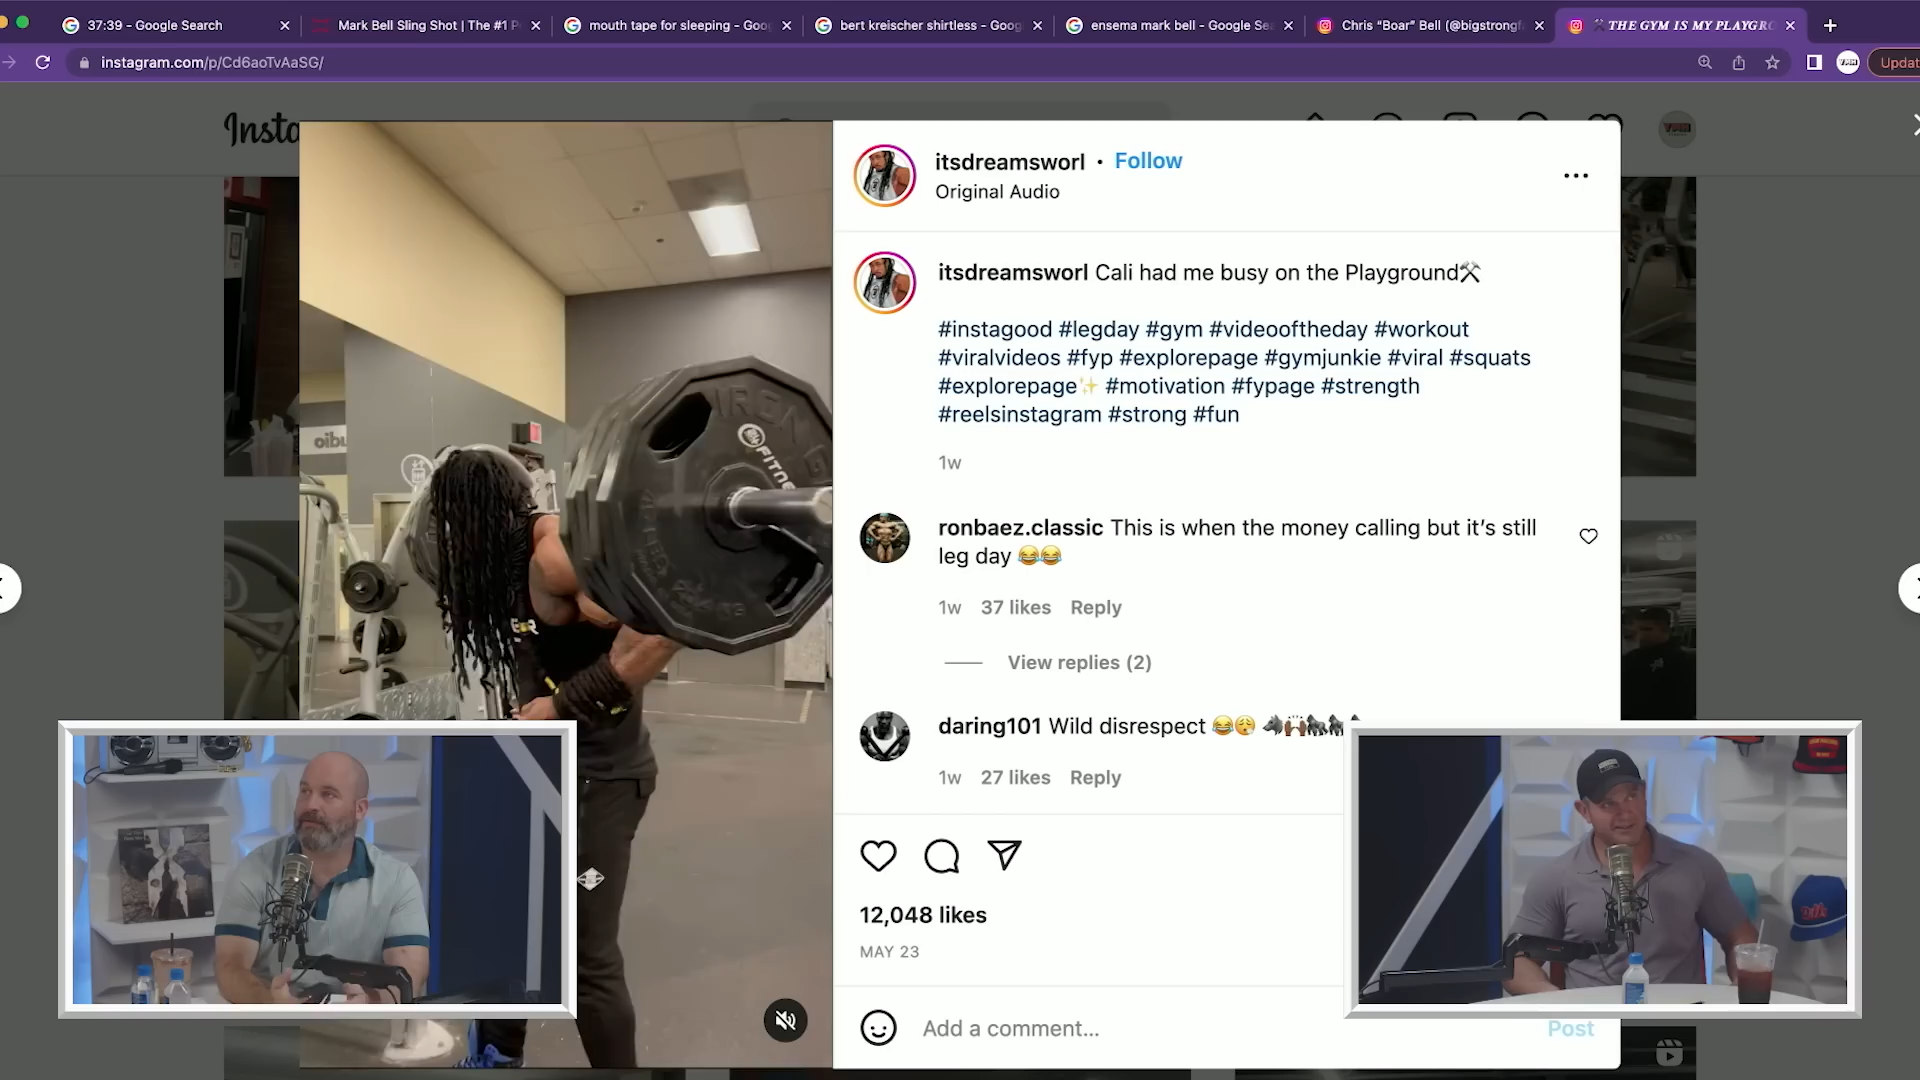 37:39 - Google Search
Mark Bell Sling Shot | The #1 P
mouth tape for sleeping - Goo
bert kreischer shirtless - Goog
ensema mark bell - Google Se
Chris “Boar” Bell (@bigstrongf
THE GYM IS MY PLAYGR
instagram.com/p/Cd6aoTvAaSG/
YMH
Updat
Insta
itsdreamsworl • Follow
Original Audio
itsdreamsworl Cali had me busy on the Playground⚒
#instagood #legday #gym #videooftheday #workout
#viralvideos #fyp #explorepage #gymjunkie #viral #squats
#explorepage✨ #motivation #fypage #strength
#reelsinstagram #strong #fun
1w
ronbaez.classic This is when the money calling but it’s still
leg day 😂😂
1w 37 likes Reply
View replies (2)
daring101 Wild disrespect 😂😮‍💨
1w 27 likes Reply
12,048 likes
MAY 23
Add a comment...
Post
FITNE